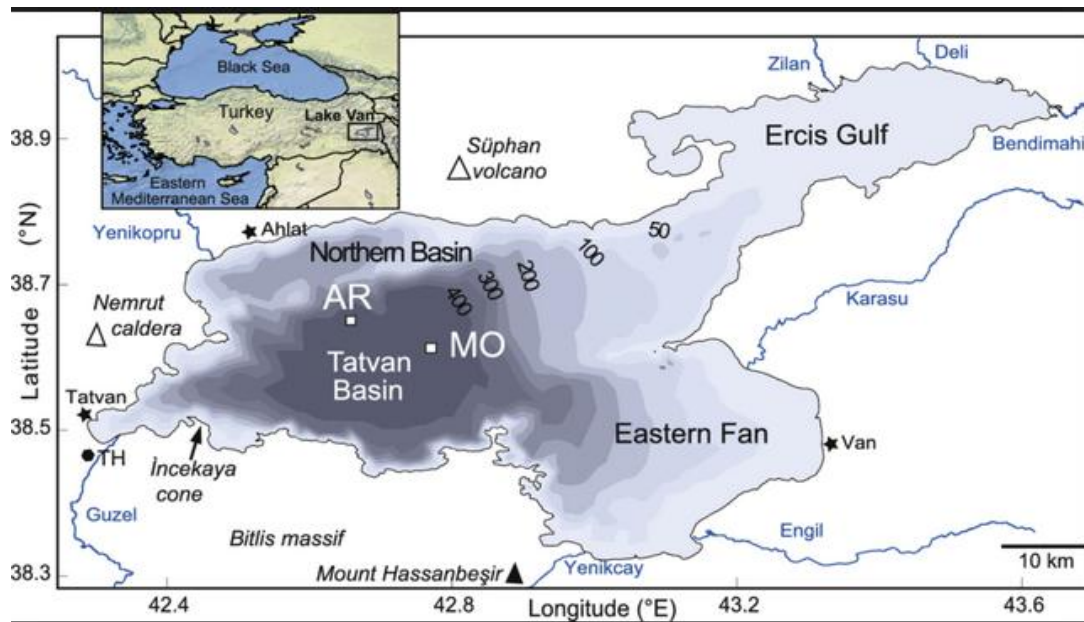 Black Sea
Turkey
Lake Van
Eastern
Mediterranean Sea
Zilan
Deli
Ercis Gulf
Bendimahi
Süphan
volcano
38.9
(°N)
Yenikopru
Ahlat
Northern Basin
50
100
200
300
400
38.7
Latitude
Nemrut
caldera
AR
MO
Karasu
Tatvan
Basin
Tatvan
38.5
TH
İncekaya
cone
Eastern Fan
Van
Guzel
Bitlis massif
Engil
10 km
Mount Hassanbeşir
Yenikcay
38.3
42.4
42.8
Longitude (°E)
43.2
43.6